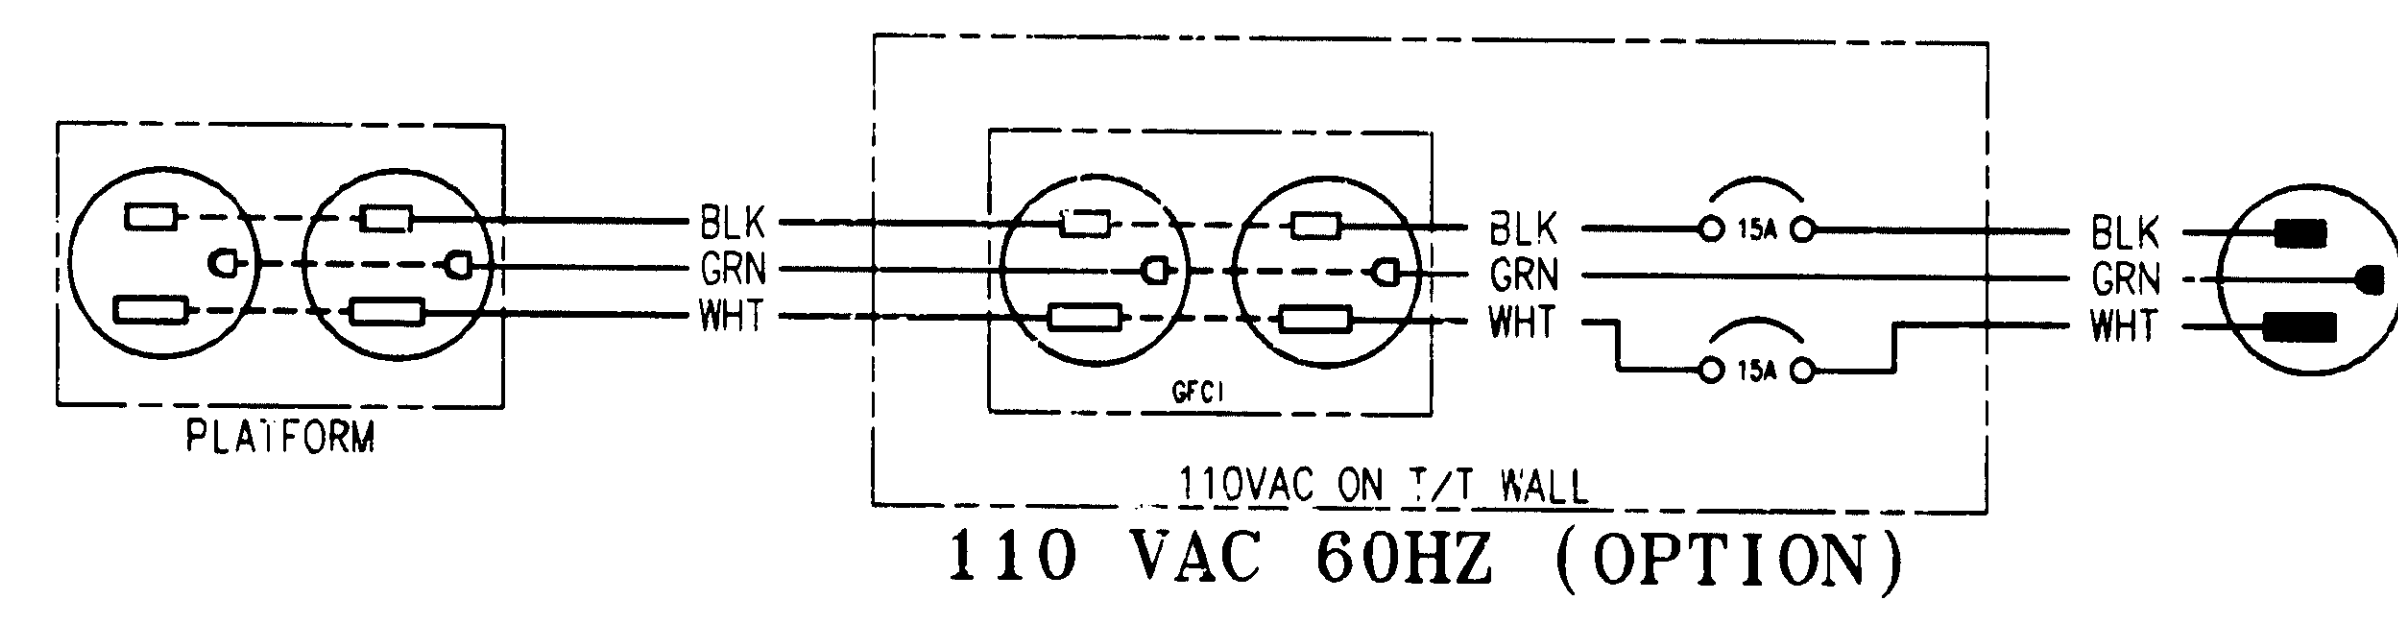 BLK
GRN
WHT
BLK
GRN
WHT
15A
15A
BLK
GRN
WHT
GFCI
PLATFORM
110VAC ON T/T WALL
110 VAC 60HZ (OPTION)